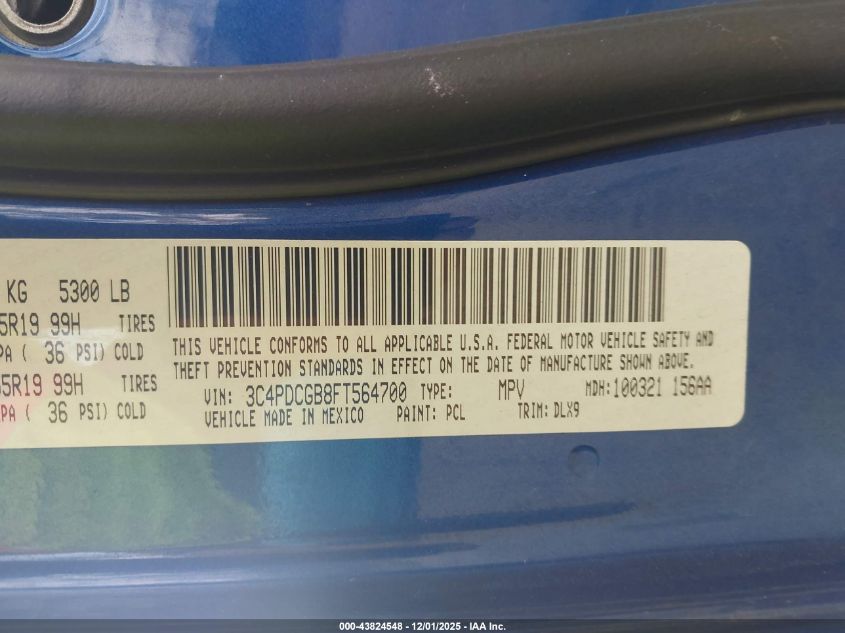 KG 5300 LB
5R19 99H TIRES
PA ( 36 PSI) COLD
5R19 99H TIRES
KPA ( 36 PSI) COLD
THIS VEHICLE CONFORMS TO ALL APPLICABLE U.S.A. FEDERAL MOTOR VEHICLE SAFETY AND
THEFT PREVENTION STANDARDS IN EFFECT ON THE DATE OF MANUFACTURE SHOWN ABOVE.
VIN: 3C4PDCGB8FT564700 TYPE: MPV MDH:100321 156AA
VEHICLE MADE IN MEXICO PAINT: PCL TRIM: DLX9
000-43824548 - 12/01/2025 - IAA Inc.